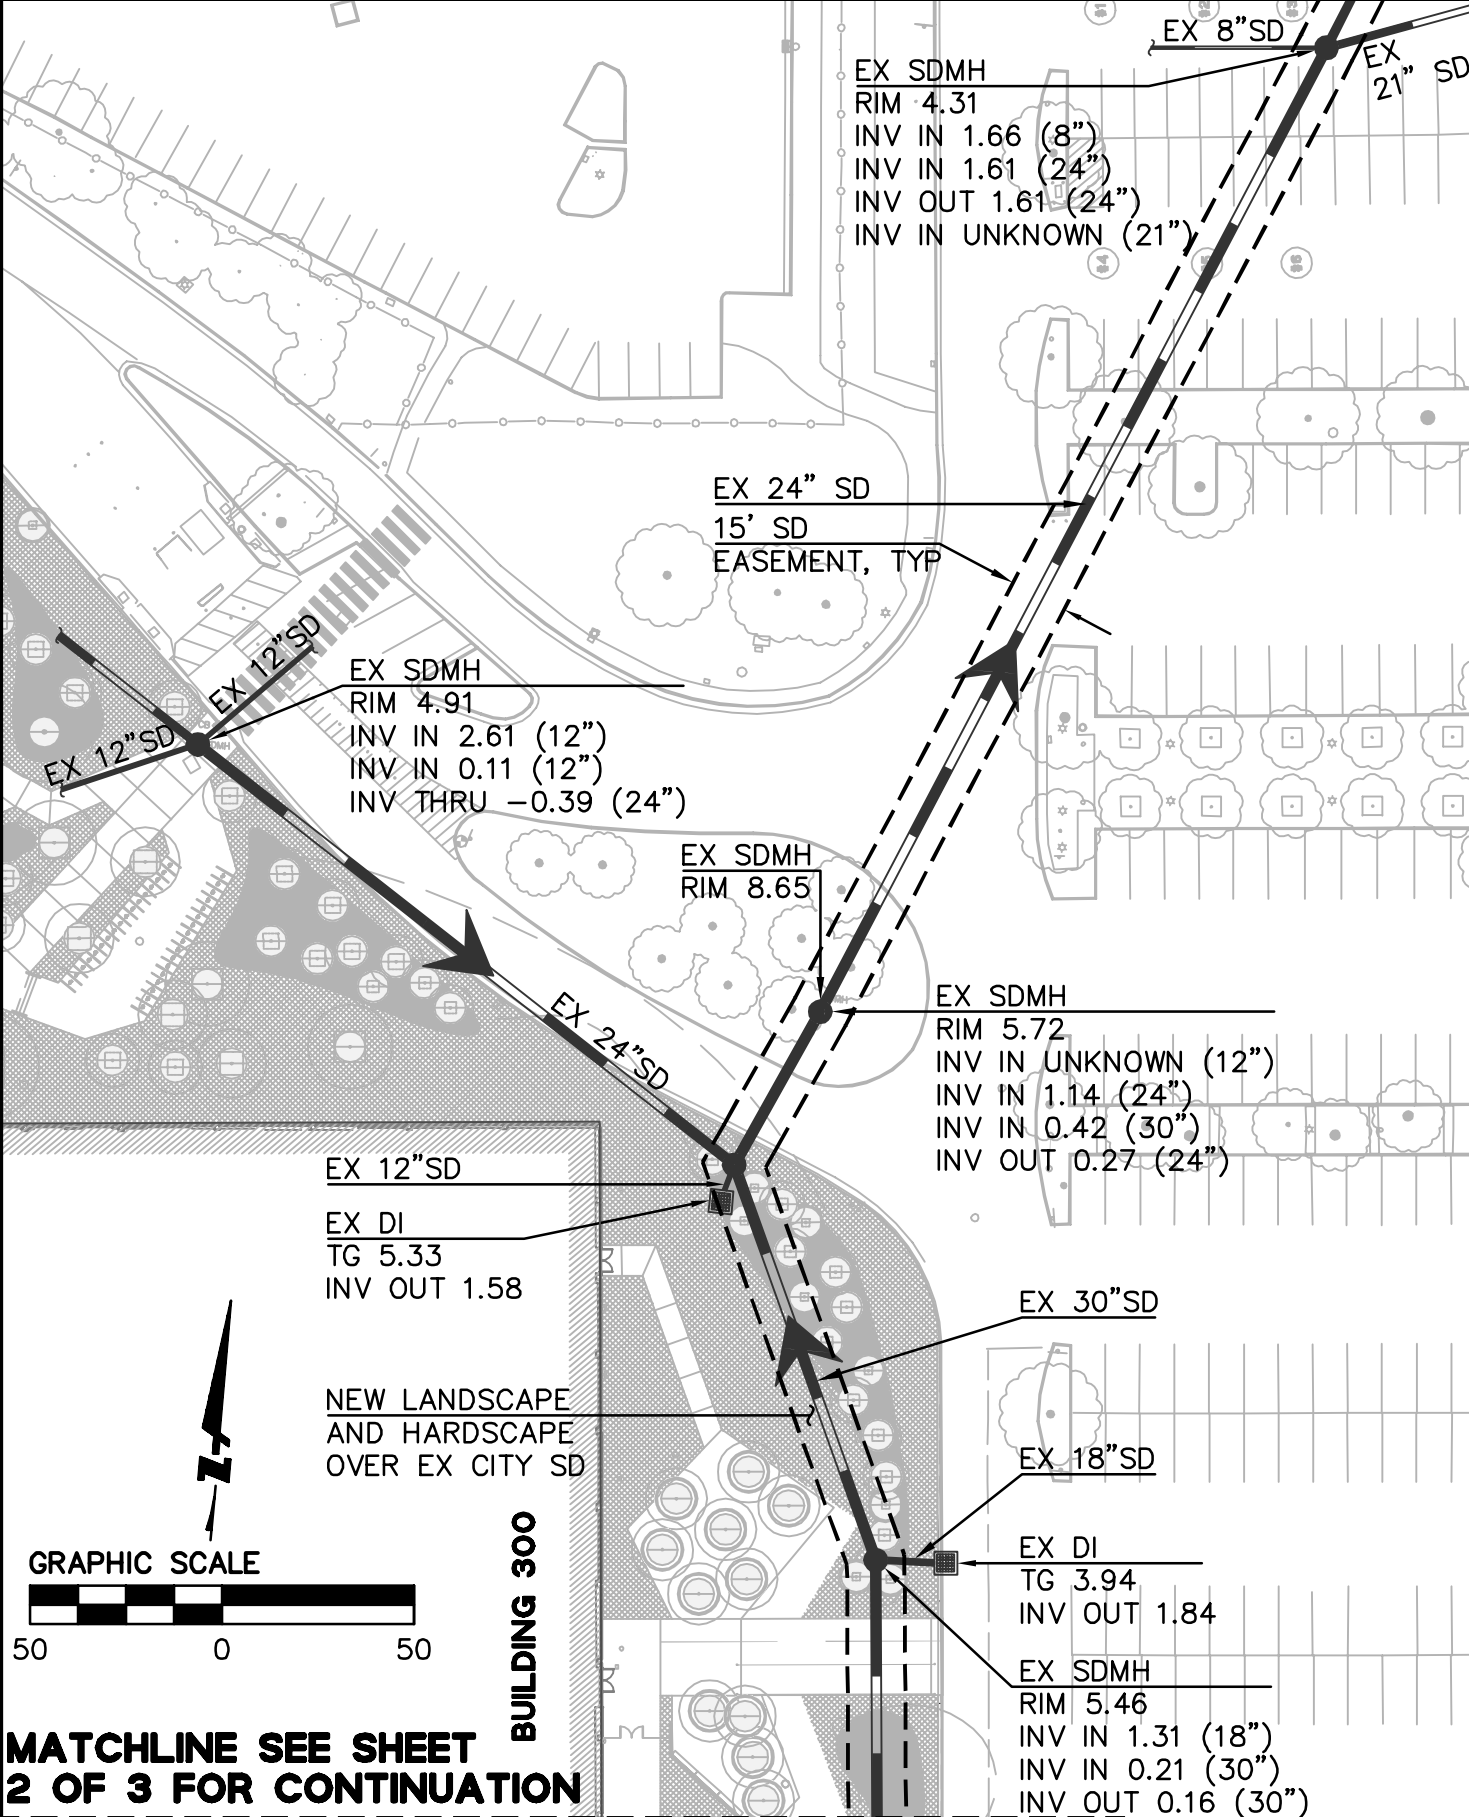 EX 8"SD
EX
21" SD
#1
#2
#3
EX SDMH
RIM 4.31
INV IN 1.66 (8")
INV IN 1.61 (24")
INV OUT 1.61 (24")
INV IN UNKNOWN (21")
#4
#6
EX 24" SD
15' SD
EASEMENT, TYP
EX 12"SD
EX 12"SD
EX SDMH
RIM 4.91
INV IN 2.61 (12")
INV IN 0.11 (12")
INV THRU -0.39 (24")
EX SDMH
RIM 8.65
EX 24"SD
EX SDMH
RIM 5.72
INV IN UNKNOWN (12")
INV IN 1.14 (24")
INV IN 0.42 (30")
INV OUT 0.27 (24")
EX 12"SD
EX DI
TG 5.33
INV OUT 1.58
EX 30"SD
NEW LANDSCAPE
AND HARDSCAPE
OVER EX CITY SD
EX 18"SD
EX DI
TG 3.94
INV OUT 1.84
EX SDMH
RIM 5.46
INV IN 1.31 (18")
INV IN 0.21 (30")
INV OUT 0.16 (30")
BUILDING 300
Z
GRAPHIC SCALE
50 0 50
MATCHLINE SEE SHEET
2 OF 3 FOR CONTINUATION